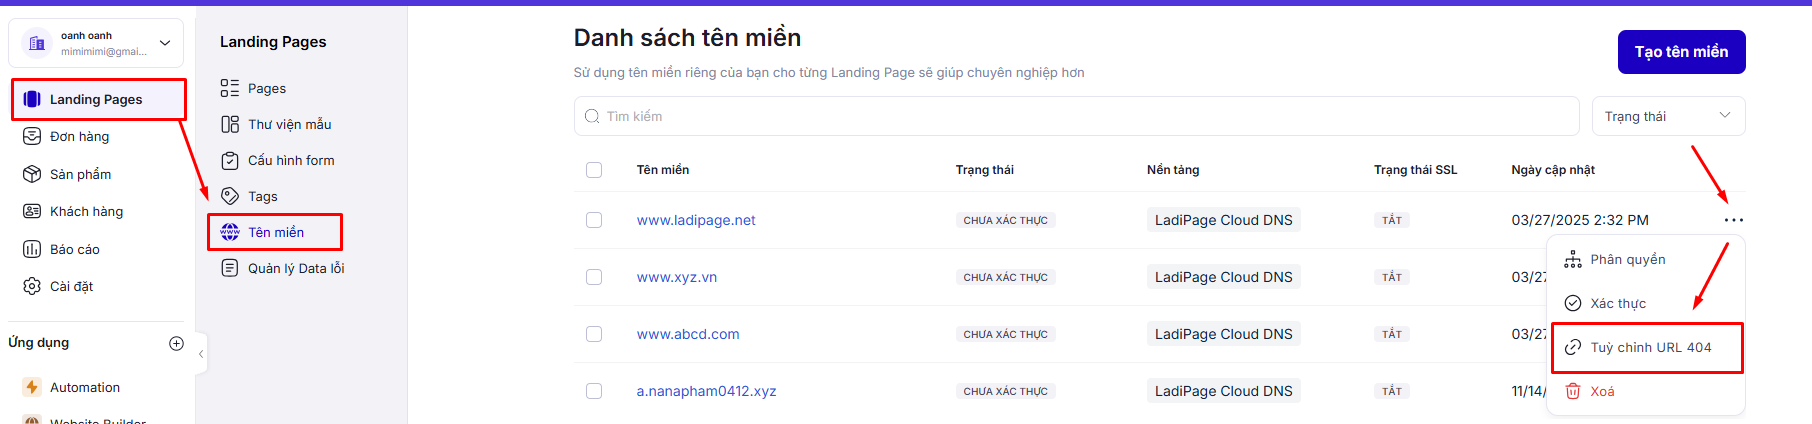 oanh oanh
mimimimi@gmai...
Landing Pages
Đơn hàng
Sản phẩm
Khách hàng
Báo cáo
Cài đặt
Ứng dụng
Automation
Website Builder
Landing Pages
Pages
Thư viện mẫu
Cấu hình form
Tags
Tên miền
Quản lý Data lỗi
Danh sách tên miền
Sử dụng tên miền riêng của bạn cho từng Landing Page sẽ giúp chuyên nghiệp hơn
Tạo tên miền
Tìm kiếm
Trạng thái
Tên miền Trạng thái Nền tảng Trạng thái SSL Ngày cập nhật
www.ladipage.net CHƯA XÁC THỰC LadiPage Cloud DNS TẮT 03/27/2025 2:32 PM
www.xyz.vn CHƯA XÁC THỰC LadiPage Cloud DNS TẮT 03/27
www.abcd.com CHƯA XÁC THỰC LadiPage Cloud DNS TẮT 03/27
a.nanapham0412.xyz CHƯA XÁC THỰC LadiPage Cloud DNS TẮT 11/14/
Phân quyền
Xác thực
Tuỳ chỉnh URL 404
Xoá